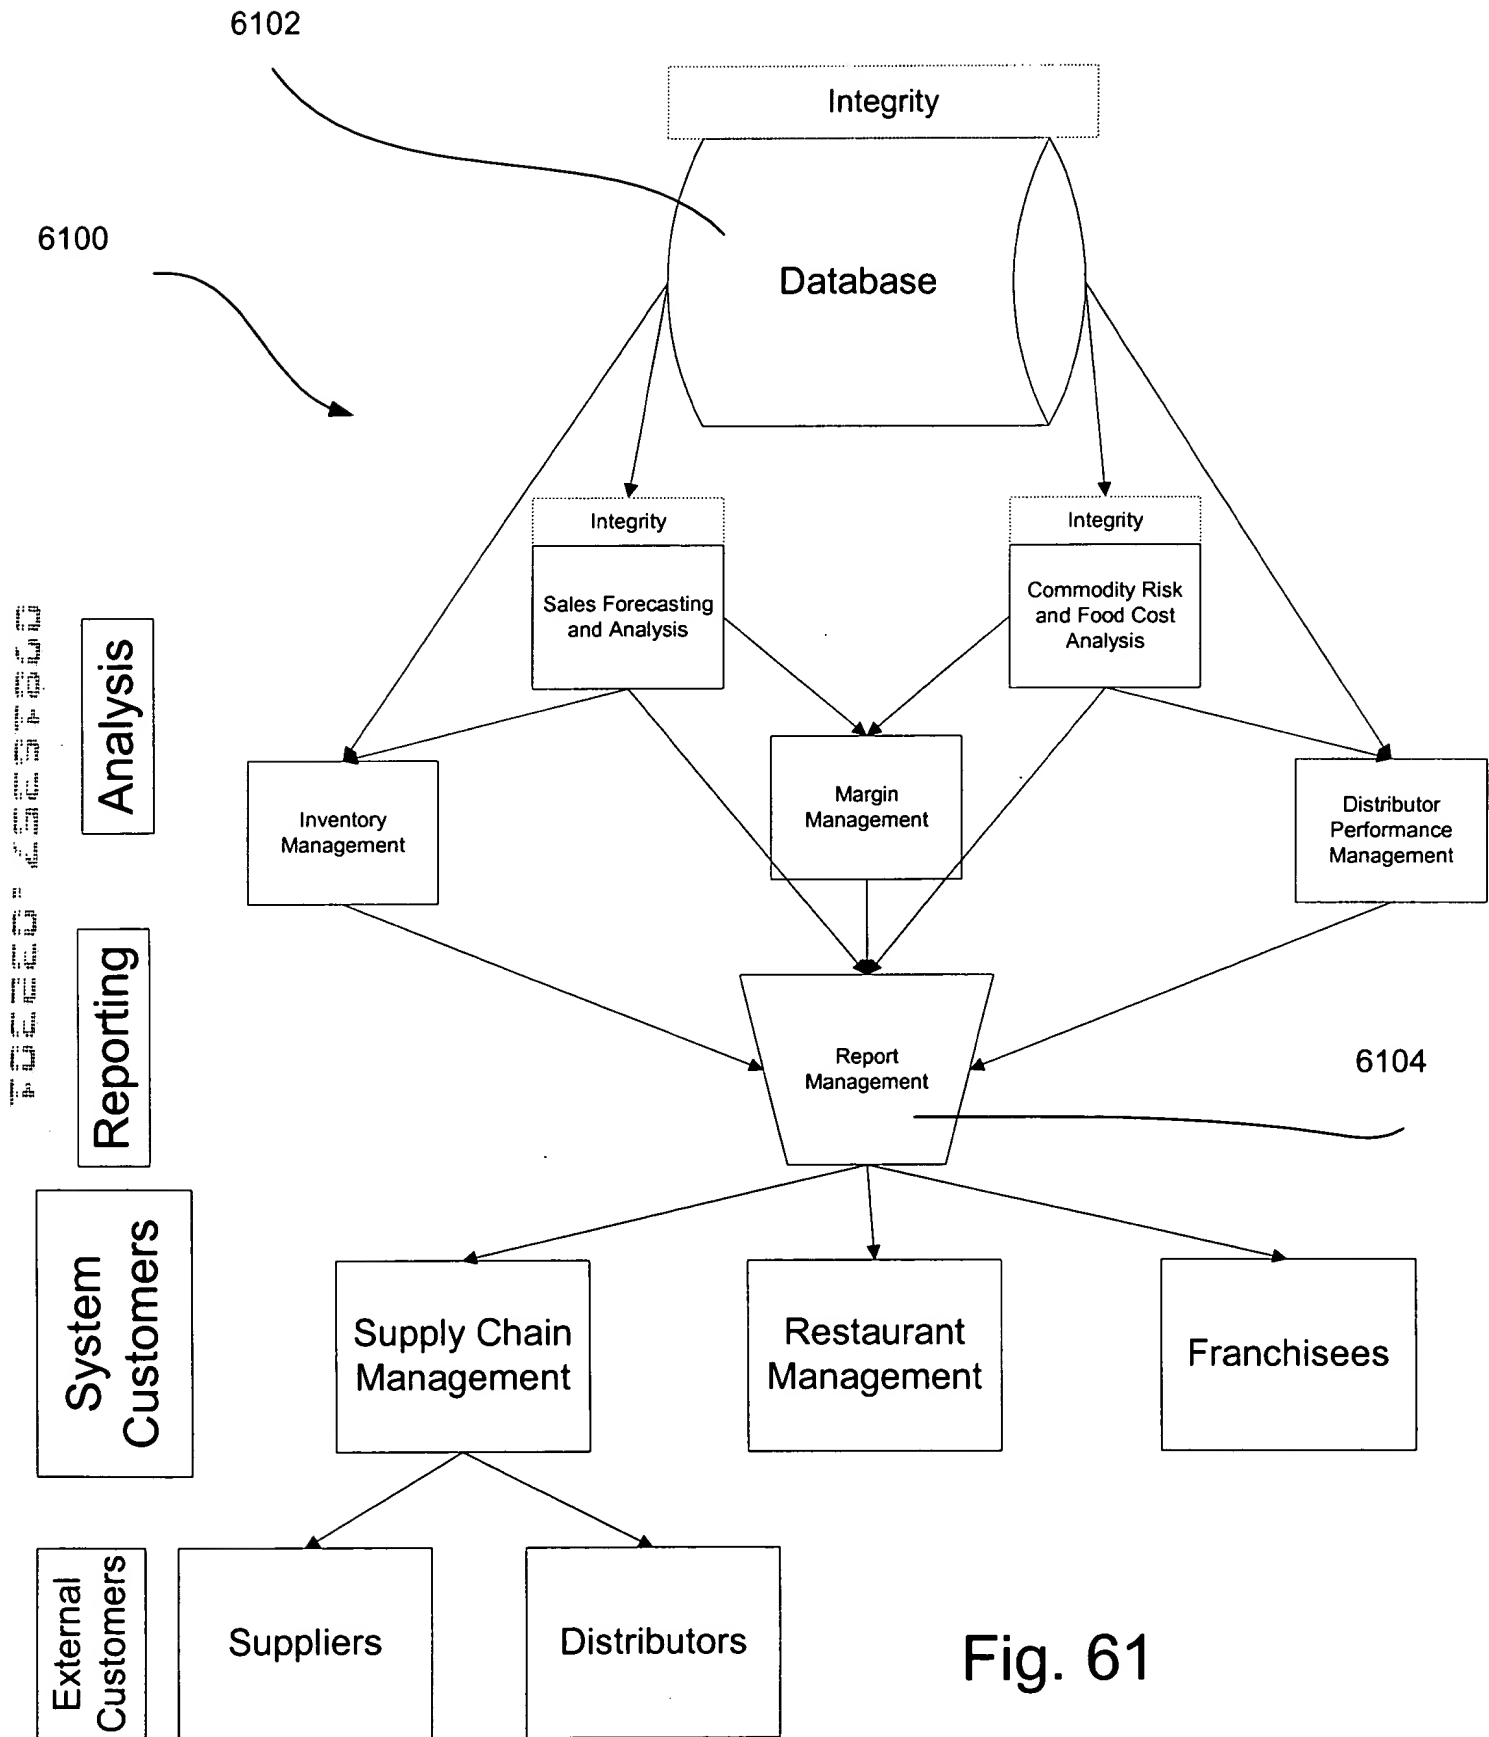 6102
Integrity
6100
Database
Integrity
Integrity
Sales Forecasting
and Analysis
Commodity Risk
and Food Cost
Analysis
Analysis
Inventory
Management
Margin
Management
Distributor
Performance
Management
Reporting
Report
Management
6104
System
Customers
Supply Chain
Management
Restaurant
Management
Franchisees
External
Customers
Suppliers
Distributors
Fig. 61